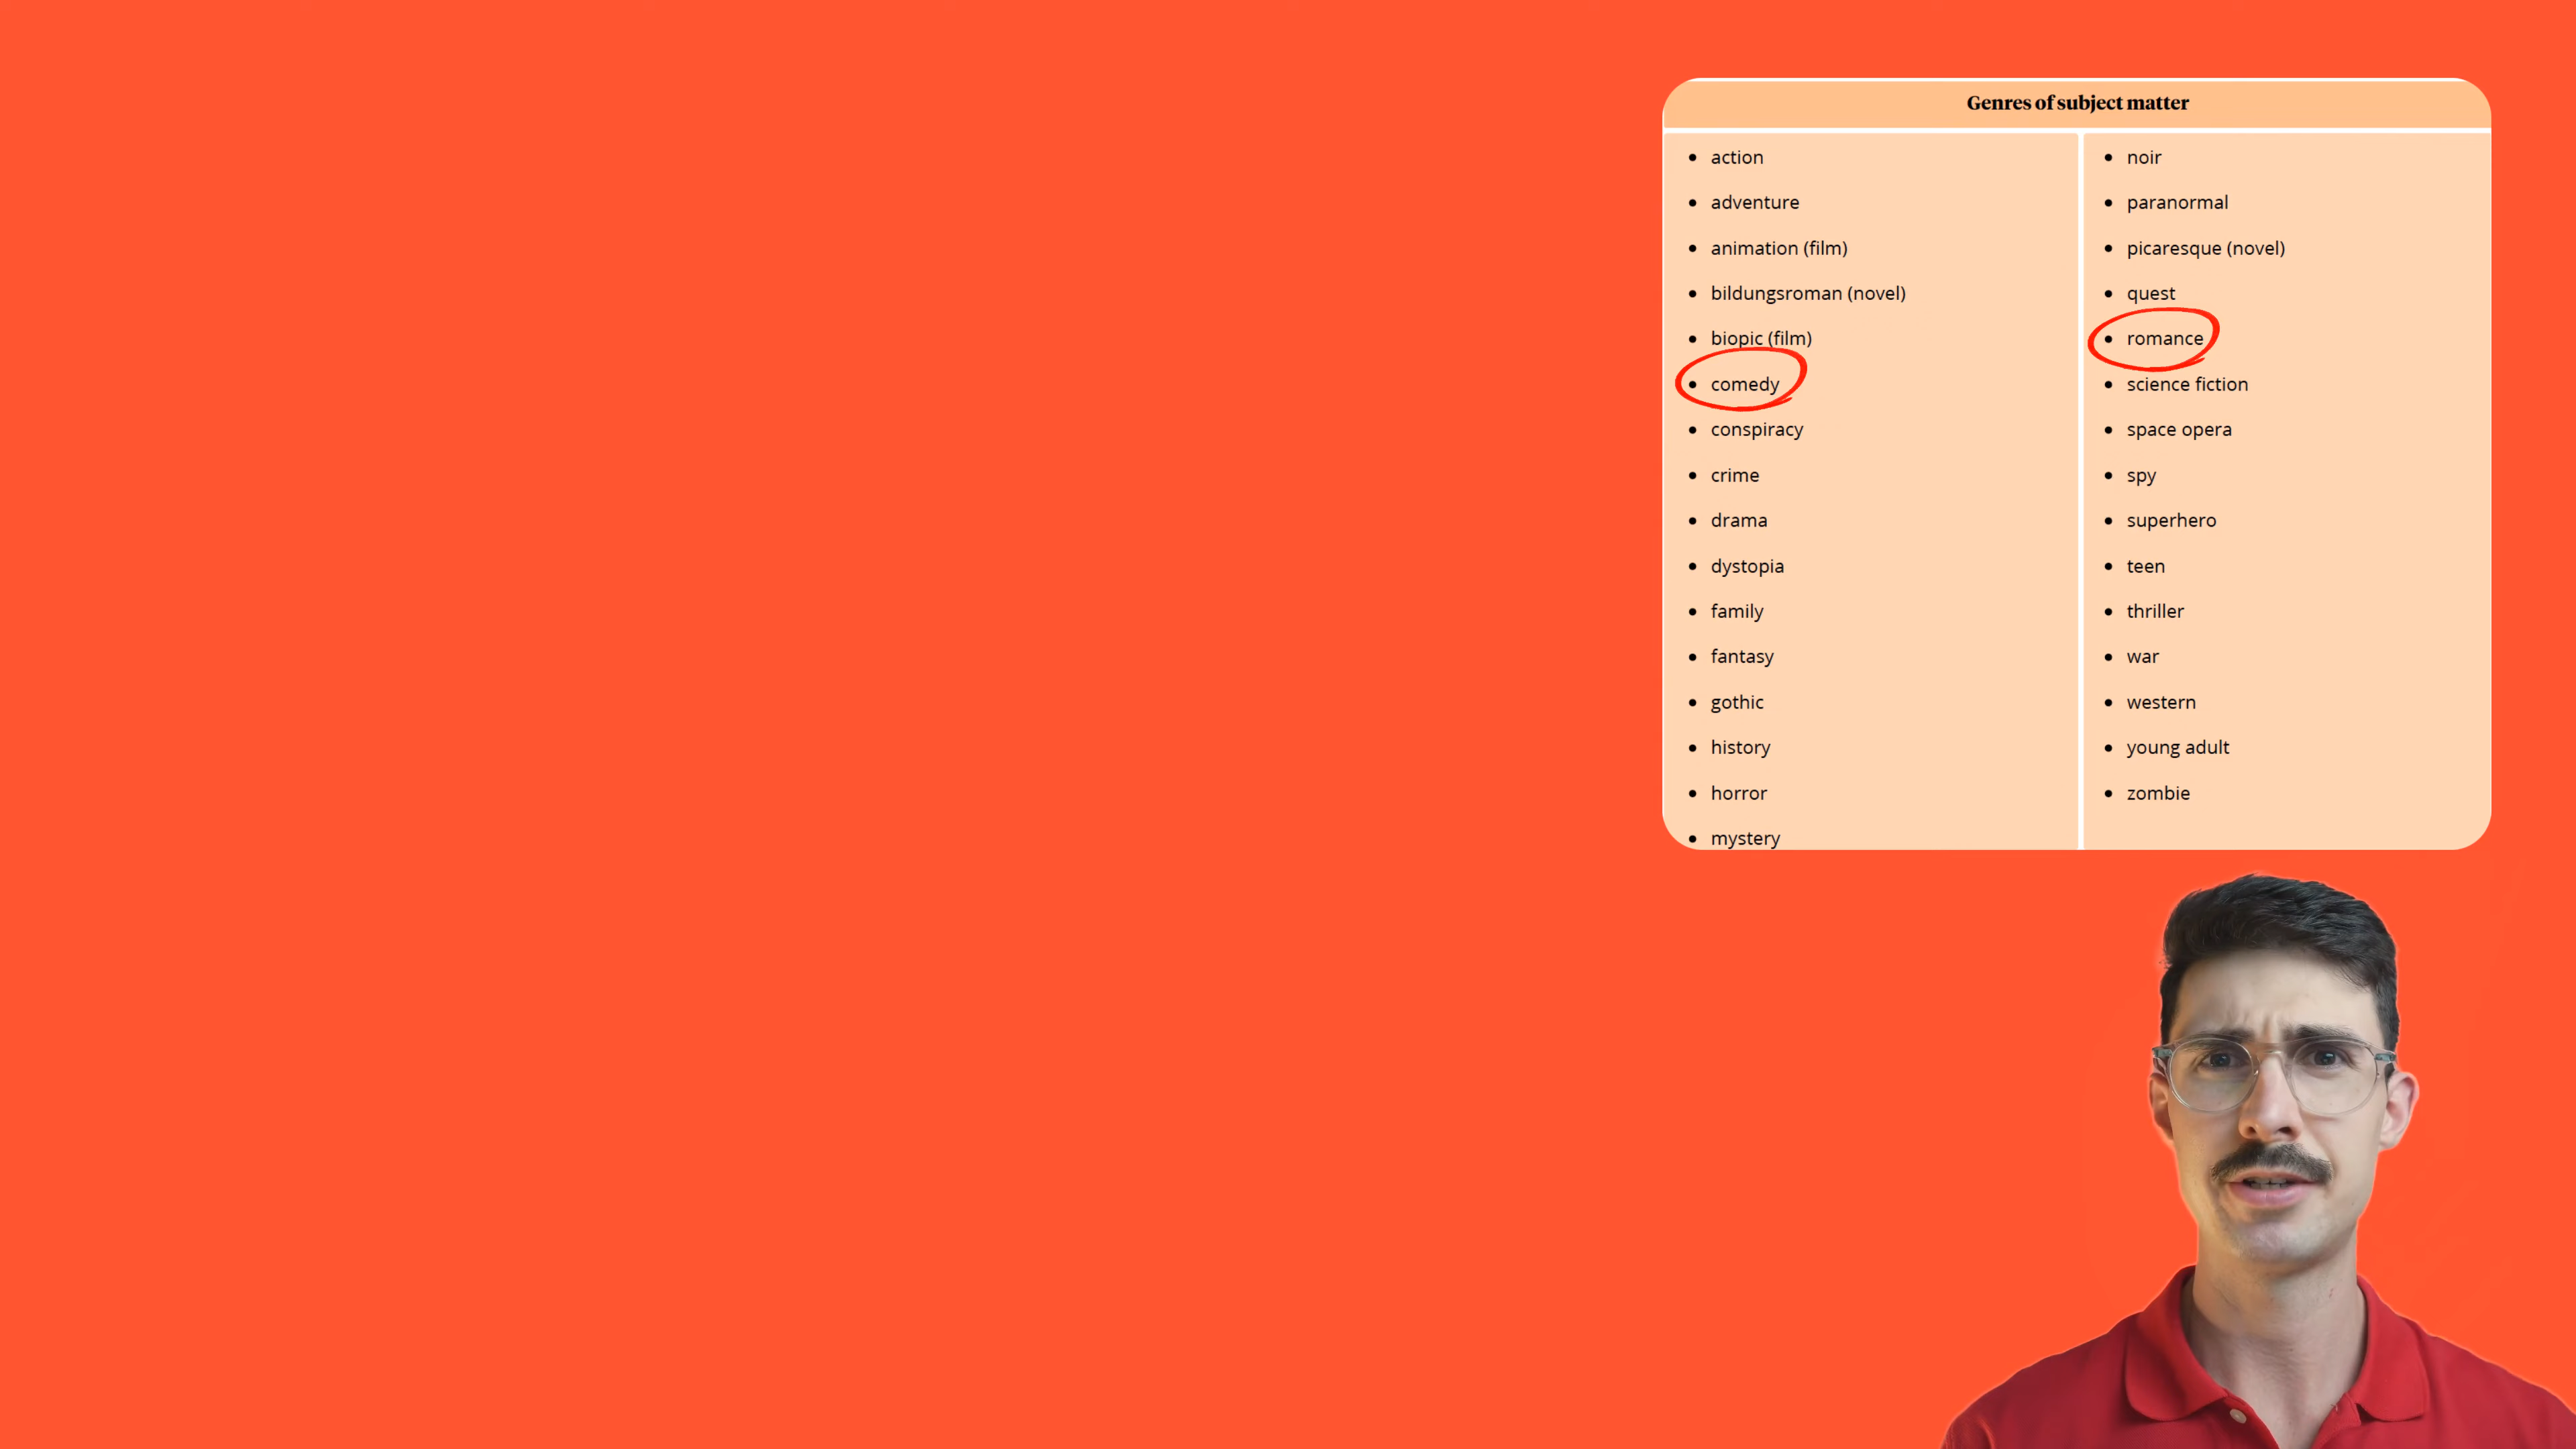 Genres of subject matter
• action
• adventure
• animation (film)
• bildungsroman (novel)
• biopic (film)
• comedy
• conspiracy
• crime
• drama
• dystopia
• family
• fantasy
• gothic
• history
• horror
• mystery
• noir
• paranormal
• picaresque (novel)
• quest
• romance
• science fiction
• space opera
• spy
• superhero
• teen
• thriller
• war
• western
• young adult
• zombie